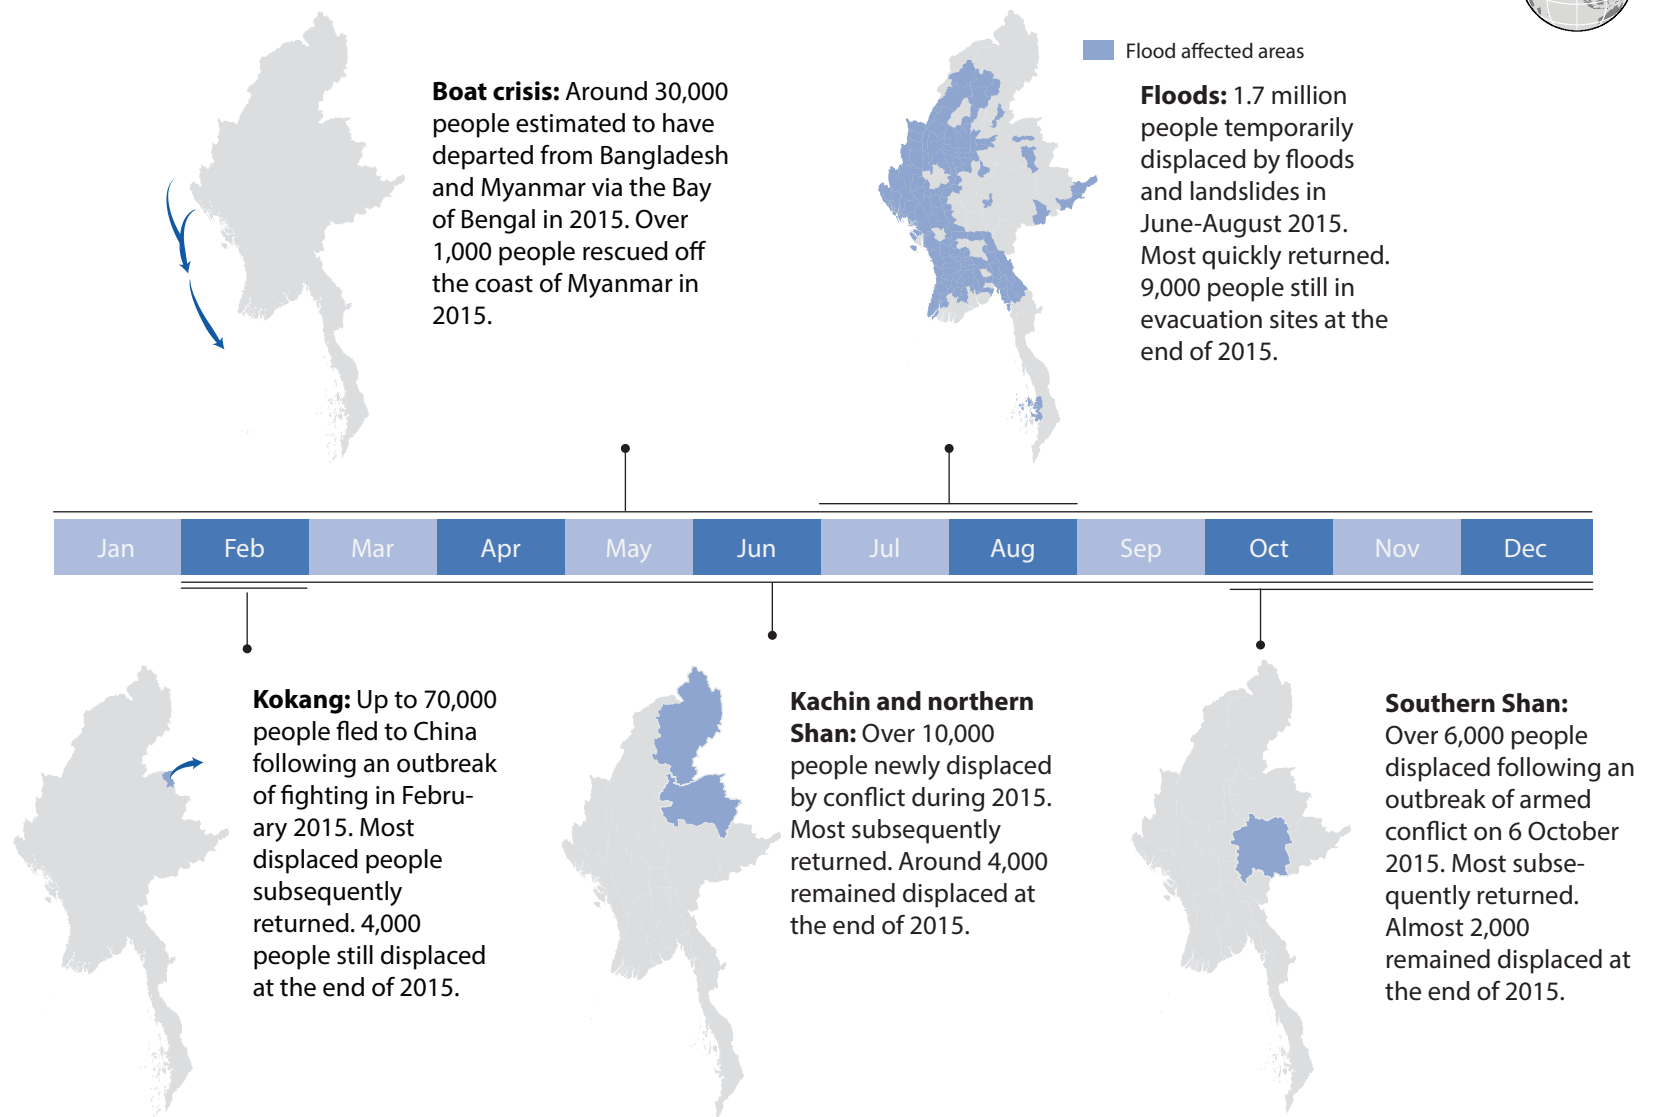 Boat crisis: Around 30,000
people estimated to have
departed from Bangladesh
and Myanmar via the Bay
of Bengal in 2015. Over
1,000 people rescued off
the coast of Myanmar in
2015.
Flood affected areas
Floods: 1.7 million
people temporarily
displaced by floods
and landslides in
June-August 2015.
Most quickly returned.
9,000 people still in
evacuation sites at the
end of 2015.
Jan Feb Mar Apr May Jun Jul Aug Sep Oct Nov Dec
Kokang: Up to 70,000
people fled to China
following an outbreak
of fighting in Febru-
ary 2015. Most
displaced people
subsequently
returned. 4,000
people still displaced
at the end of 2015.
Kachin and northern
Shan: Over 10,000
people newly displaced
by conflict during 2015.
Most subsequently
returned. Around 4,000
remained displaced at
the end of 2015.
Southern Shan:
Over 6,000 people
displaced following an
outbreak of armed
conflict on 6 October
2015. Most subse-
quently returned.
Almost 2,000
remained displaced at
the end of 2015.